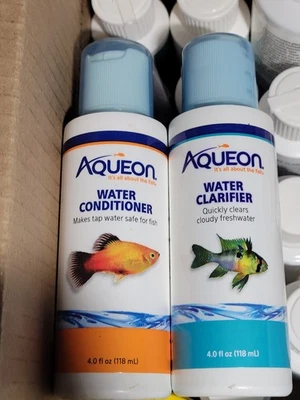 AQUEON
it's all about the fish
WATER
CONDITIONER
Makes tap water safe for fish
4.0 fl oz (118 mL)
AQUEON
it's all about the fish
WATER
CLARIFIER
Quickly clears
cloudy freshwater
4.0 fl oz (118 mL)